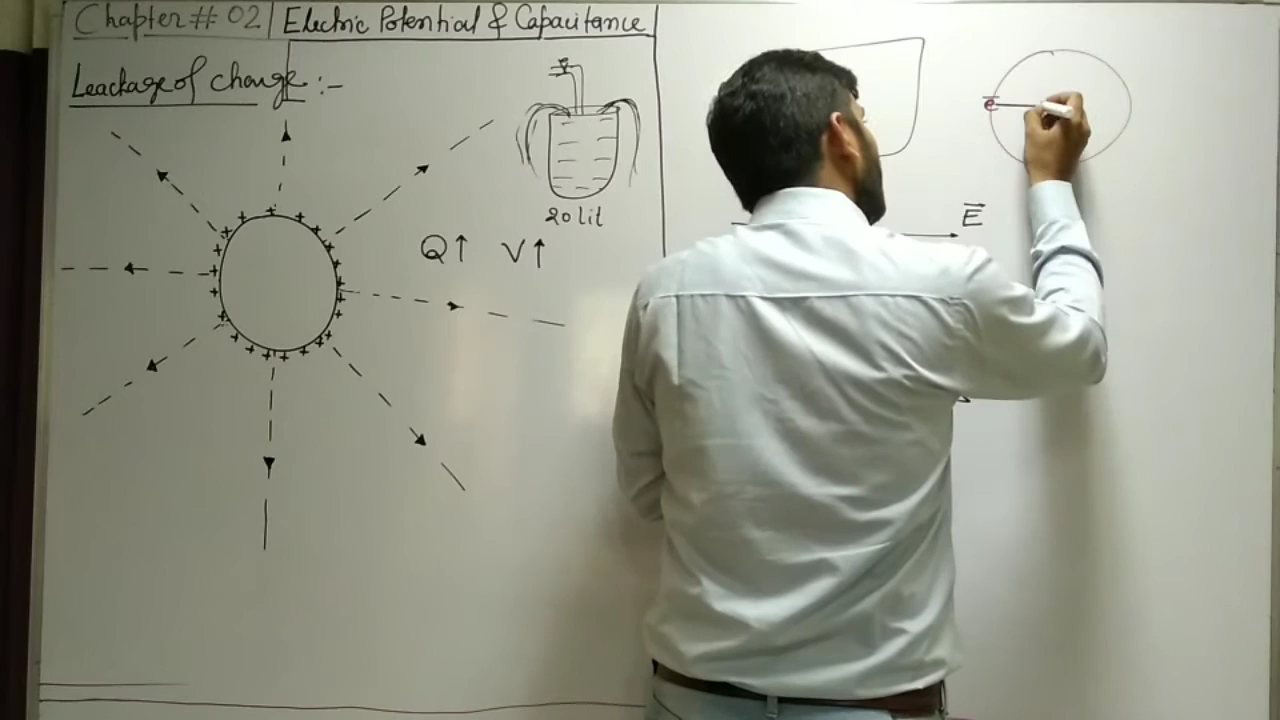 Chapter # 02 Electric Potential & Capacitance
Leackage of charge :-
20 lit
Q↑ V↑
E
e
+ + + + + + + + + + + + + + + + + + + + + + + +